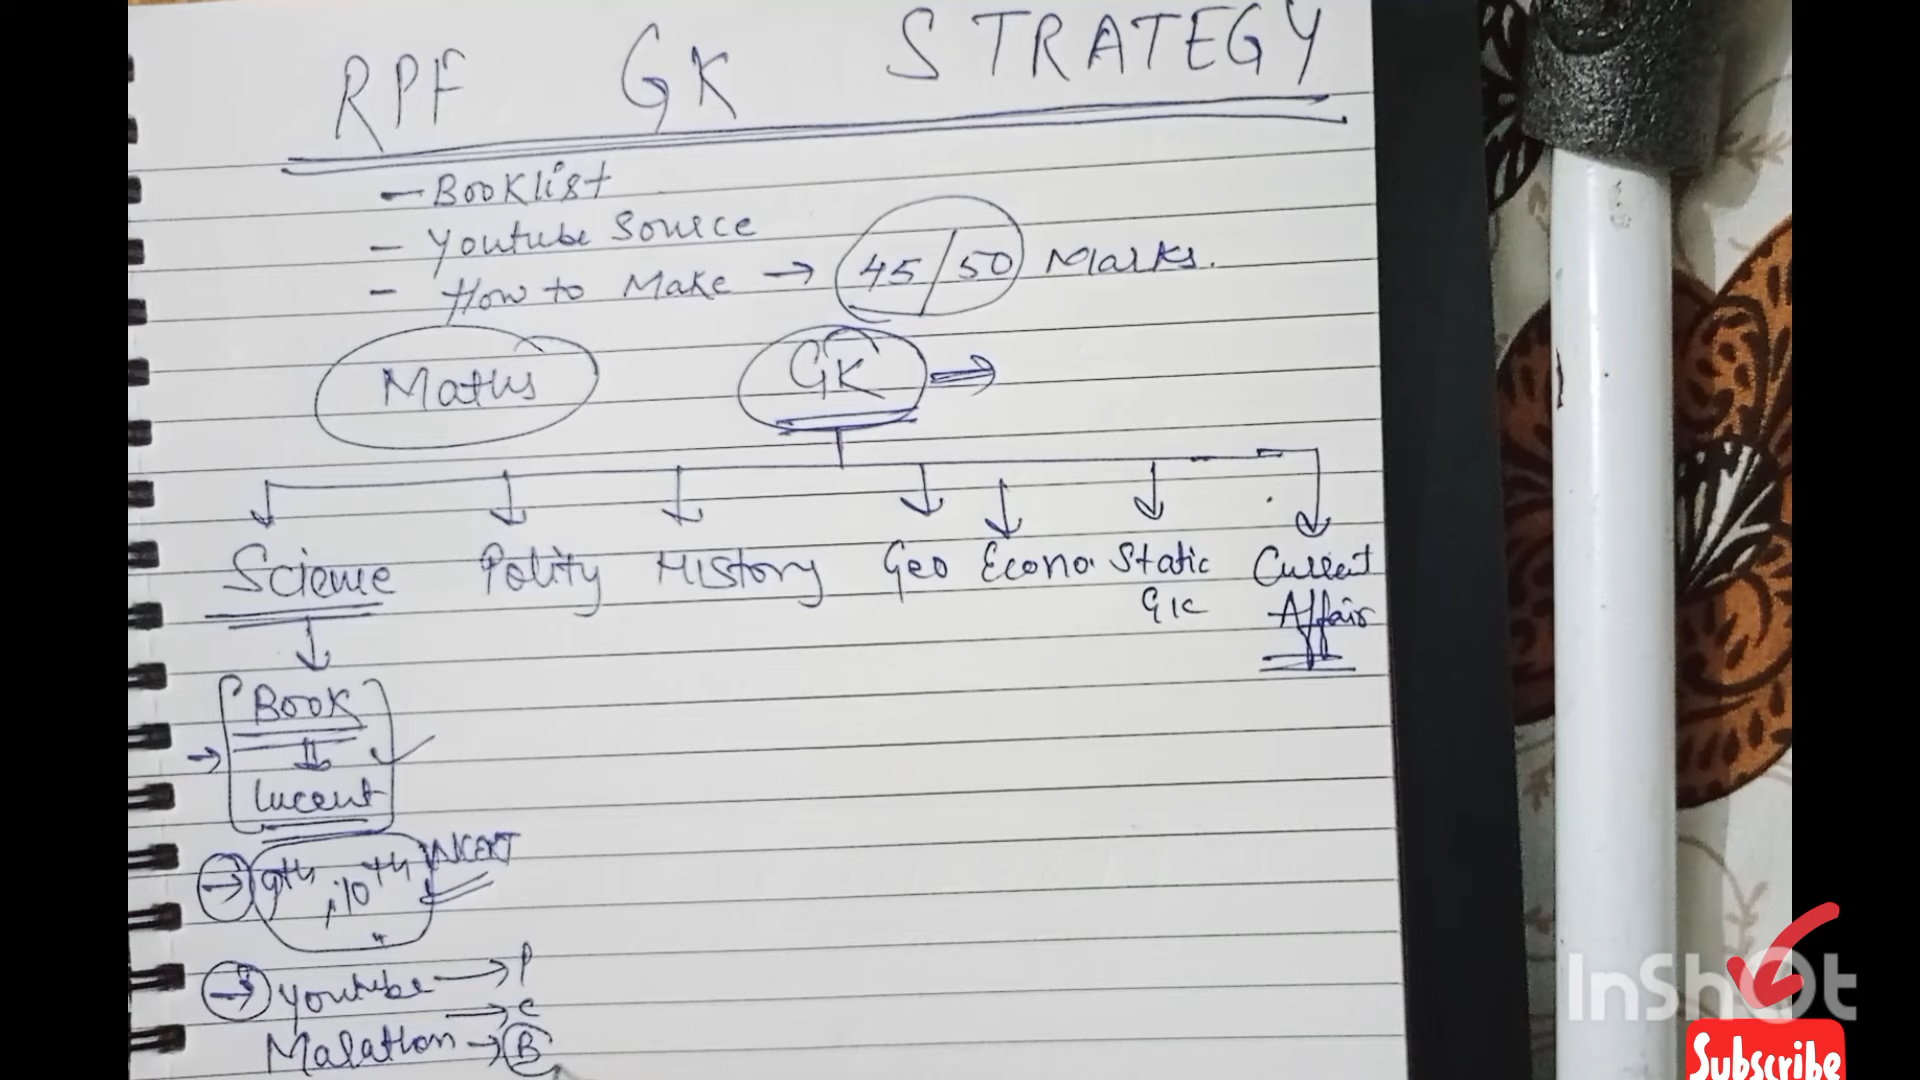 RPF GK STRATEGY
- Booklist
- Youtube Source
- How to Make → 45/50 Marks.
Maths GK →
Science Polity History Geo Econo. Static GK Current Affair
Book
Lucent
→ 9th, 10th NCERT
→ Youtube → P
→ C
Marathon → B
InShot
Subscribe